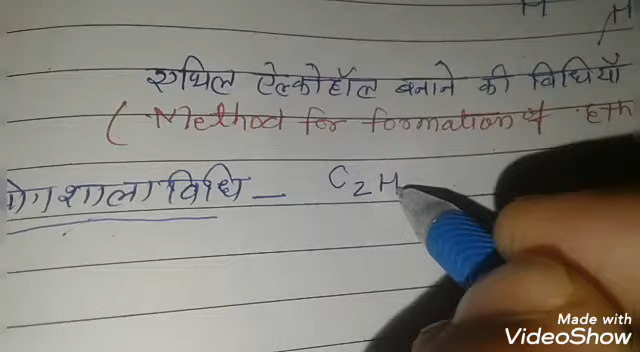 H H
एथिल ऐल्कोहॉल बनाने की विधियाँ
( Method for formation of Eth
गशाला विधि – C₂H
Made with
VideoShow